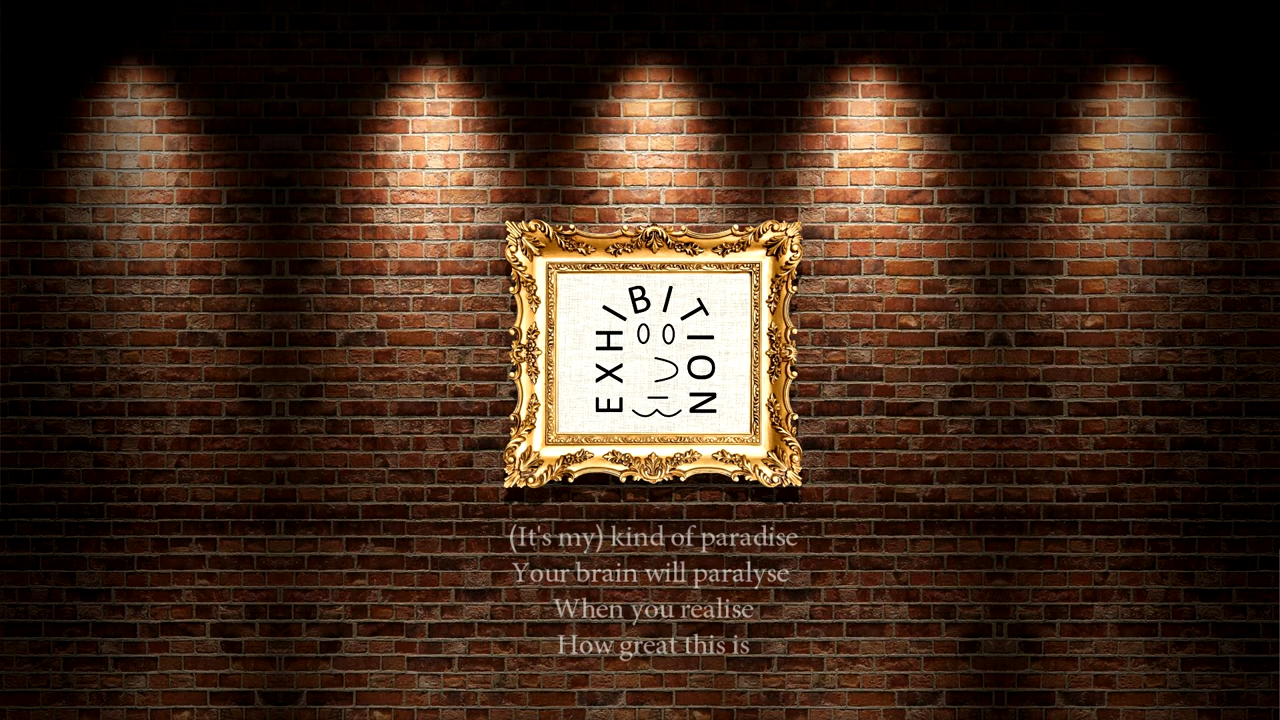 EXHIBITION
(It's my) kind of paradise
Your brain will paralyse
When you realise
How great this is